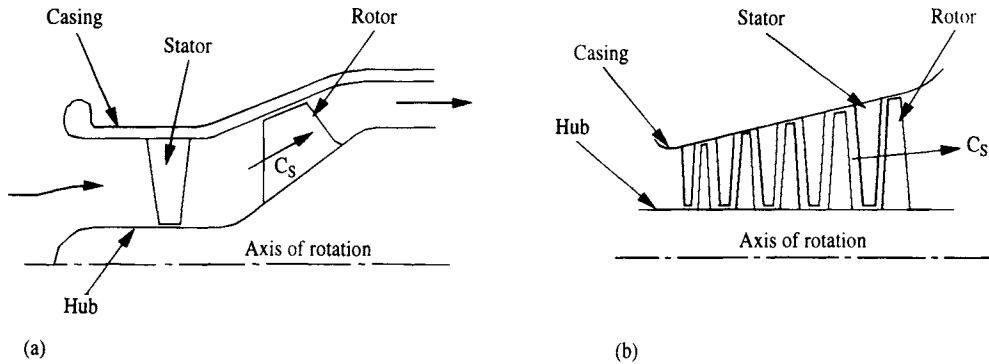 Casing
Stator
Rotor
C_S
Axis of rotation
Hub
(a)
Stator
Rotor
Casing
Hub
C_S
Axis of rotation
(b)